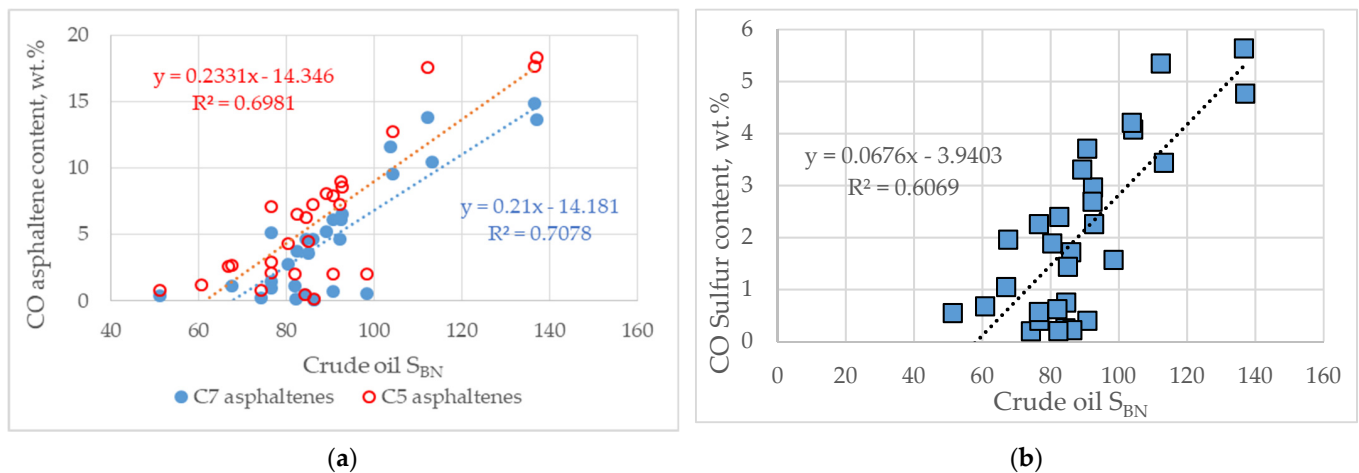 CO asphaltene content, wt.%
20
15
10
5
0
40
60
80
100
120
140
160
y = 0.2331x - 14.346
R² = 0.6981
y = 0.21x - 14.181
R² = 0.7078
Crude oil SBN
C7 asphaltenes
C5 asphaltenes
(a)
CO Sulfur content, wt.%
6
5
4
3
2
1
0
0
20
40
60
80
100
120
140
160
y = 0.0676x - 3.9403
R² = 0.6069
Crude oil SBN
(b)